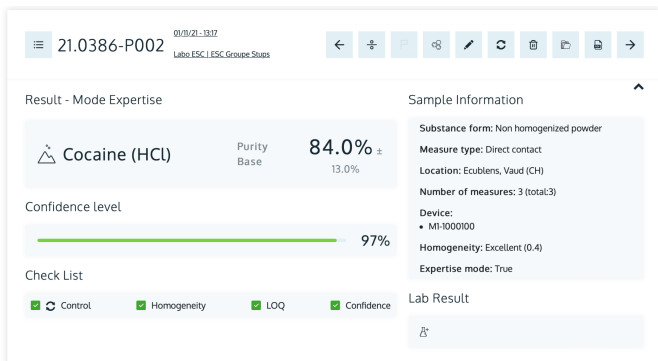 21.0386-P002
01/11/21 - 13:17
Labo ESC | ESC Groupe Stups
Result - Mode Expertise
Cocaine (HCl)
Purity
Base
84.0% ±
13.0%
Confidence level
97%
Check List
Control
Homogeneity
LOQ
Confidence
Sample Information
Substance form: Non homogenized powder
Measure type: Direct contact
Location: Ecublens, Vaud (CH)
Number of measures: 3 (total:3)
Device:
• M1-1000100
Homogeneity: Excellent (0.4)
Expertise mode: True
Lab Result